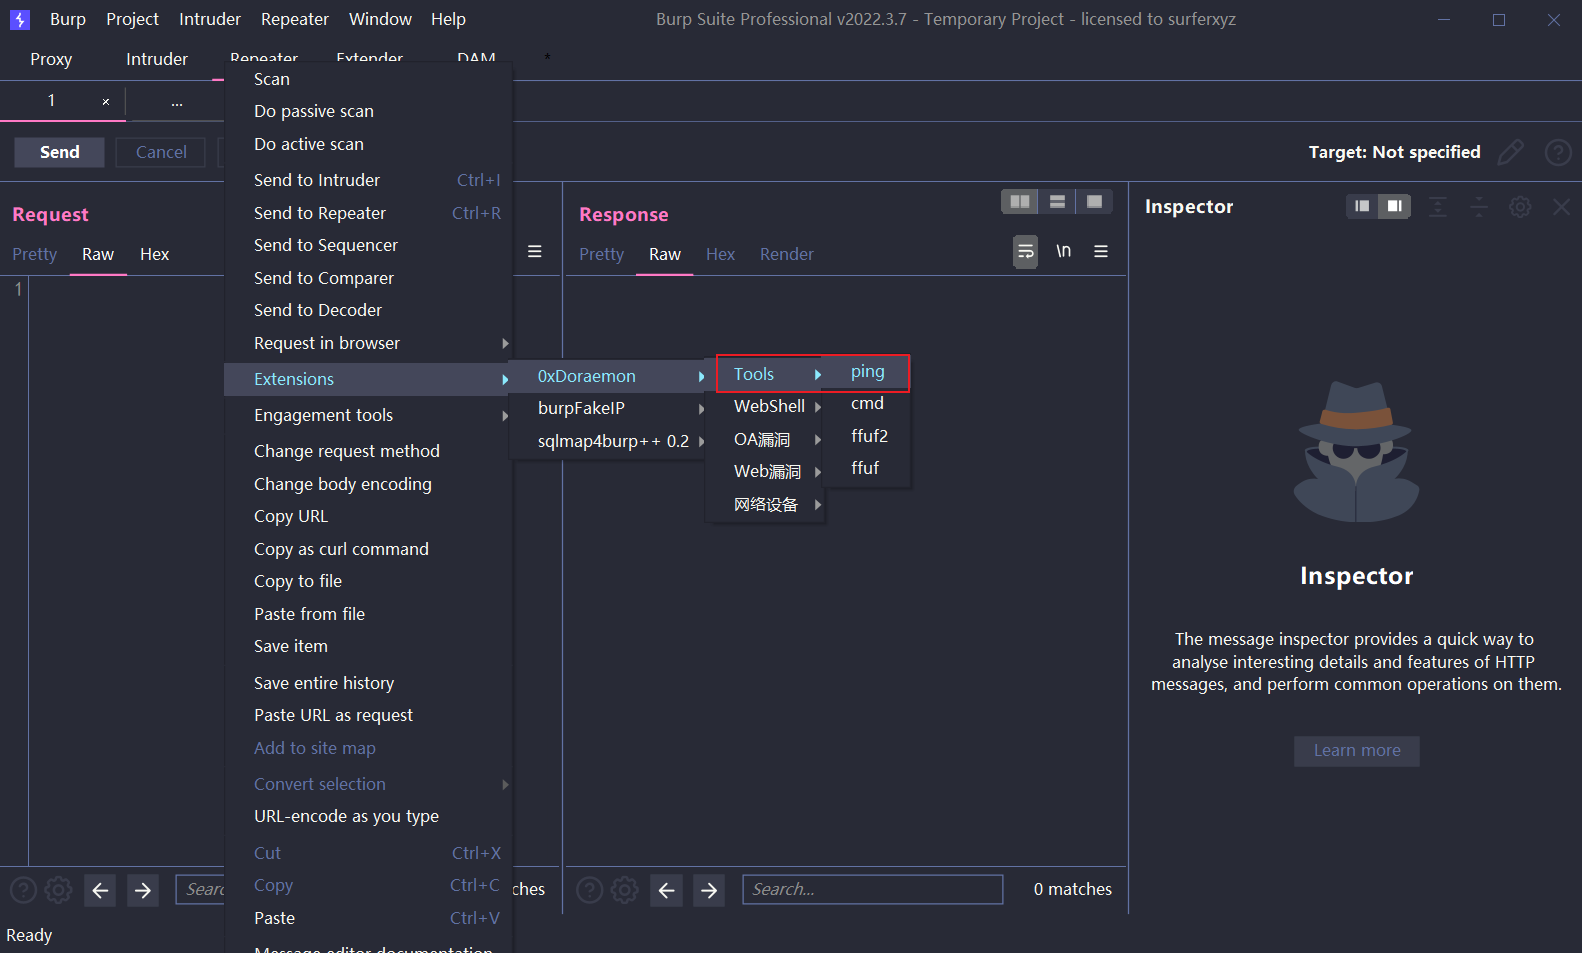 Burp Project Intruder Repeater Window Help
Burp Suite Professional v2022.3.7 - Temporary Project - licensed to surferxyz
Proxy Intruder Repeater Extender DAM *
1 × ...
Send Cancel
Target: Not specified
Request
Pretty Raw Hex
1
Scan
Do passive scan
Do active scan
Send to Intruder Ctrl+I
Send to Repeater Ctrl+R
Send to Sequencer
Send to Comparer
Send to Decoder
Request in browser
Extensions
Engagement tools
Change request method
Change body encoding
Copy URL
Copy as curl command
Copy to file
Paste from file
Save item
Save entire history
Paste URL as request
Add to site map
Convert selection
URL-encode as you type
Cut Ctrl+X
Copy Ctrl+C
Paste Ctrl+V
Message editor documentation
0xDoraemon
burpFakeIP
sqlmap4burp++ 0.2
Tools
WebShell
OA漏洞
Web漏洞
网络设备
ping
cmd
ffuf2
ffuf
Response
Pretty Raw Hex Render
\n
Inspector
Inspector
The message inspector provides a quick way to
analyse interesting details and features of HTTP
messages, and perform common operations on them.
Learn more
Search... 0 matches
Ready